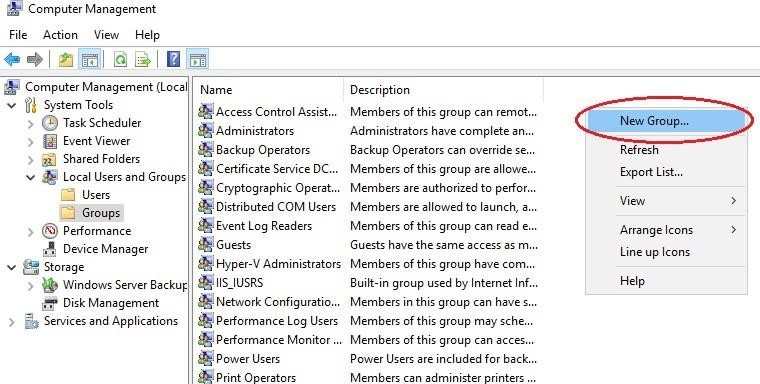 Computer Management
File Action View Help
Computer Management (Local
System Tools
Task Scheduler
Event Viewer
Shared Folders
Local Users and Groups
Users
Groups
Performance
Device Manager
Storage
Windows Server Backup
Disk Management
Services and Applications
Name Description
Access Control Assist... Members of this group can remot...
Administrators Administrators have complete an...
Backup Operators Backup Operators can override se...
Certificate Service DC... Members of this group are allowe...
Cryptographic Operat... Members are authorized to perfor...
Distributed COM Users Members are allowed to launch, a...
Event Log Readers Members of this group can read e...
Guests Guests have the same access as m...
Hyper-V Administrators Members of this group have com...
IIS_IUSRS Built-in group used by Internet Inf...
Network Configuratio... Members in this group can have s...
Performance Log Users Members of this group may sche...
Performance Monitor ... Members of this group can acces...
Power Users Power Users are included for back...
Print Operators Members can administer printers ...
New Group...
Refresh
Export List...
View
Arrange Icons
Line up Icons
Help